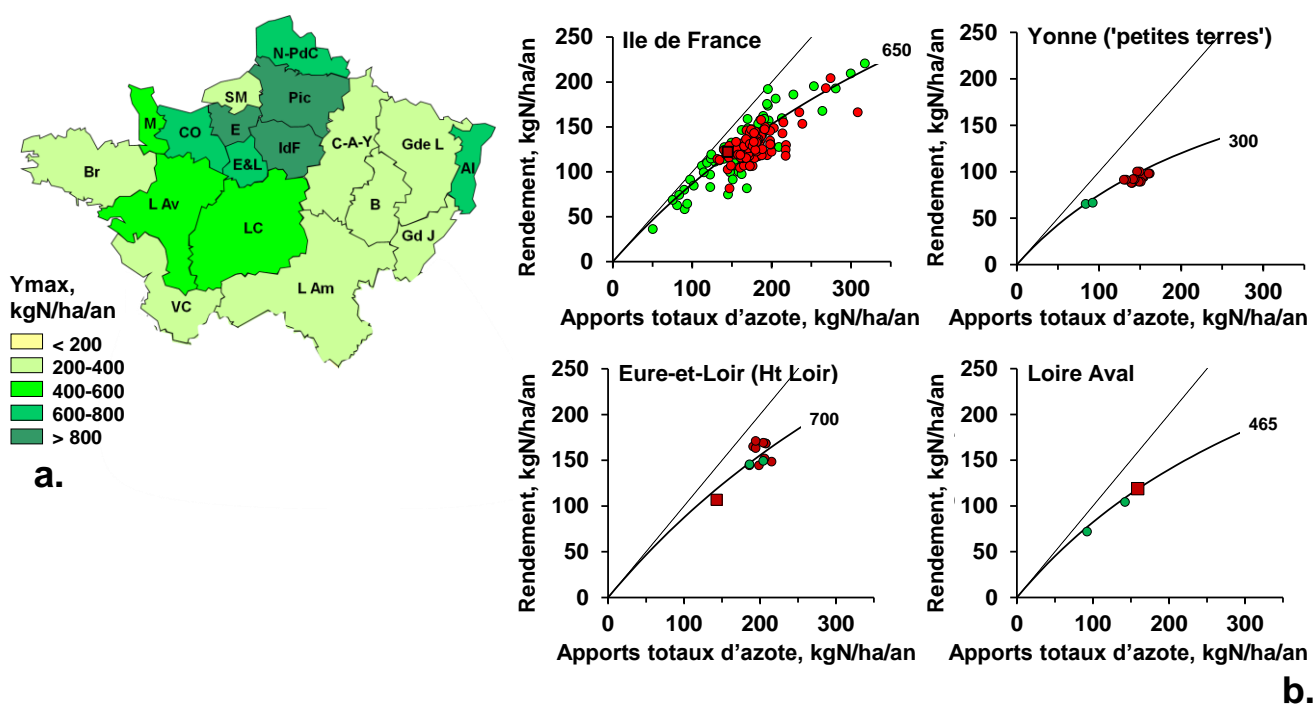 N-PdC
SM
Pic
M
CO
E
IdF
E&L
C-A-Y
Gde L
Al
Br
L Av
LC
B
Gd J
VC
L Am
Ymax,
kgN/ha/an
< 200
200-400
400-600
600-800
> 800
a.
Ile de France
650
Rendement, kgN/ha/an
250
200
150
100
50
0
0 100 200 300
Apports totaux d'azote, kgN/ha/an
Yonne ('petites terres')
300
Rendement, kgN/ha/an
250
200
150
100
50
0
0 100 200 300
Apports totaux d'azote, kgN/ha/an
Eure-et-Loir (Ht Loir)
700
Rendement, kgN/ha/an
250
200
150
100
50
0
0 100 200 300
Apports totaux d'azote, kgN/ha/an
Loire Aval
465
Rendement, kgN/ha/an
250
200
150
100
50
0
0 100 200 300
Apports totaux d'azote, kgN/ha/an
b.